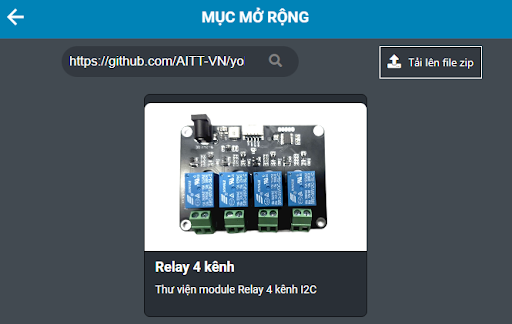 MỤC MỞ RỘNG
https://github.com/AITT-VN/yo
Tải lên file zip
Relay 4 kênh
Thư viện module Relay 4 kênh I2C